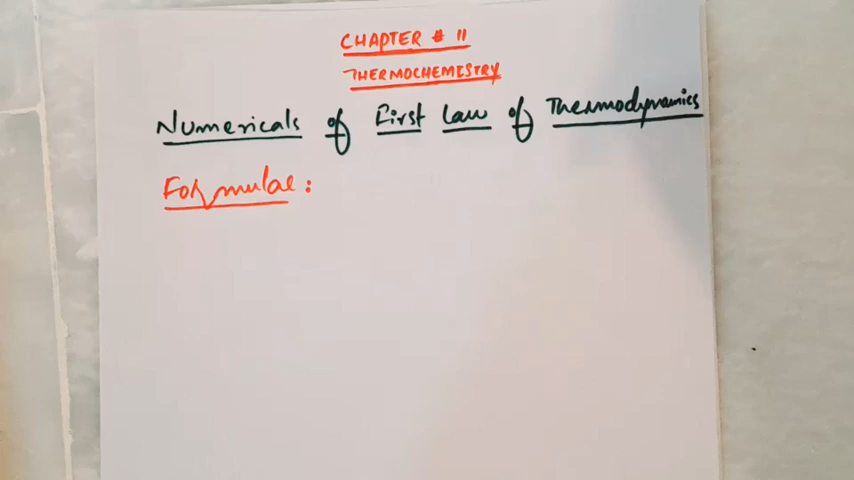 CHAPTER # 11
THERMOCHEMISTRY
Numericals of First Law of Thermodynamics
Formulae: